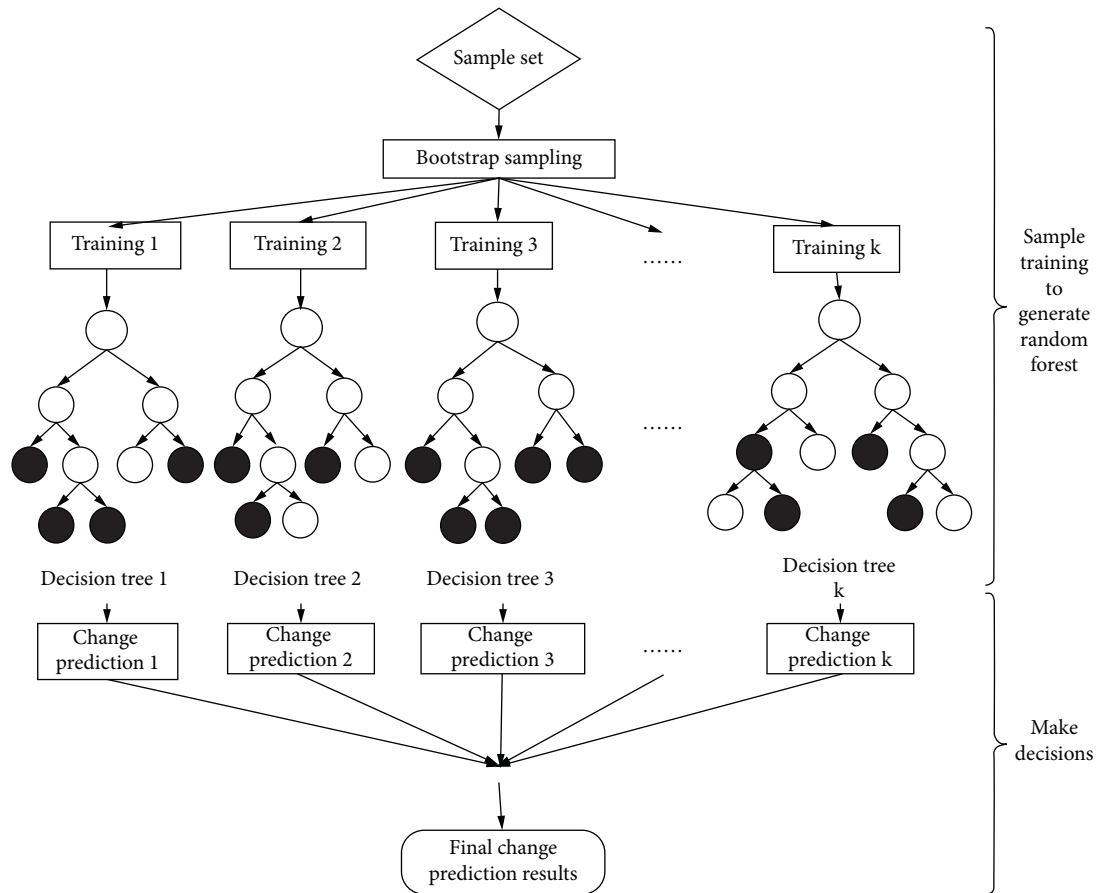 Sample set
Bootstrap sampling
Training 1
Training 2
Training 3
......
Training k
Sample
training
to
generate
random
forest
......
Decision tree 1
Decision tree 2
Decision tree 3
Decision tree
k
Change
prediction 1
Change
prediction 2
Change
prediction 3
......
Change
prediction k
Make
decisions
Final change
prediction results